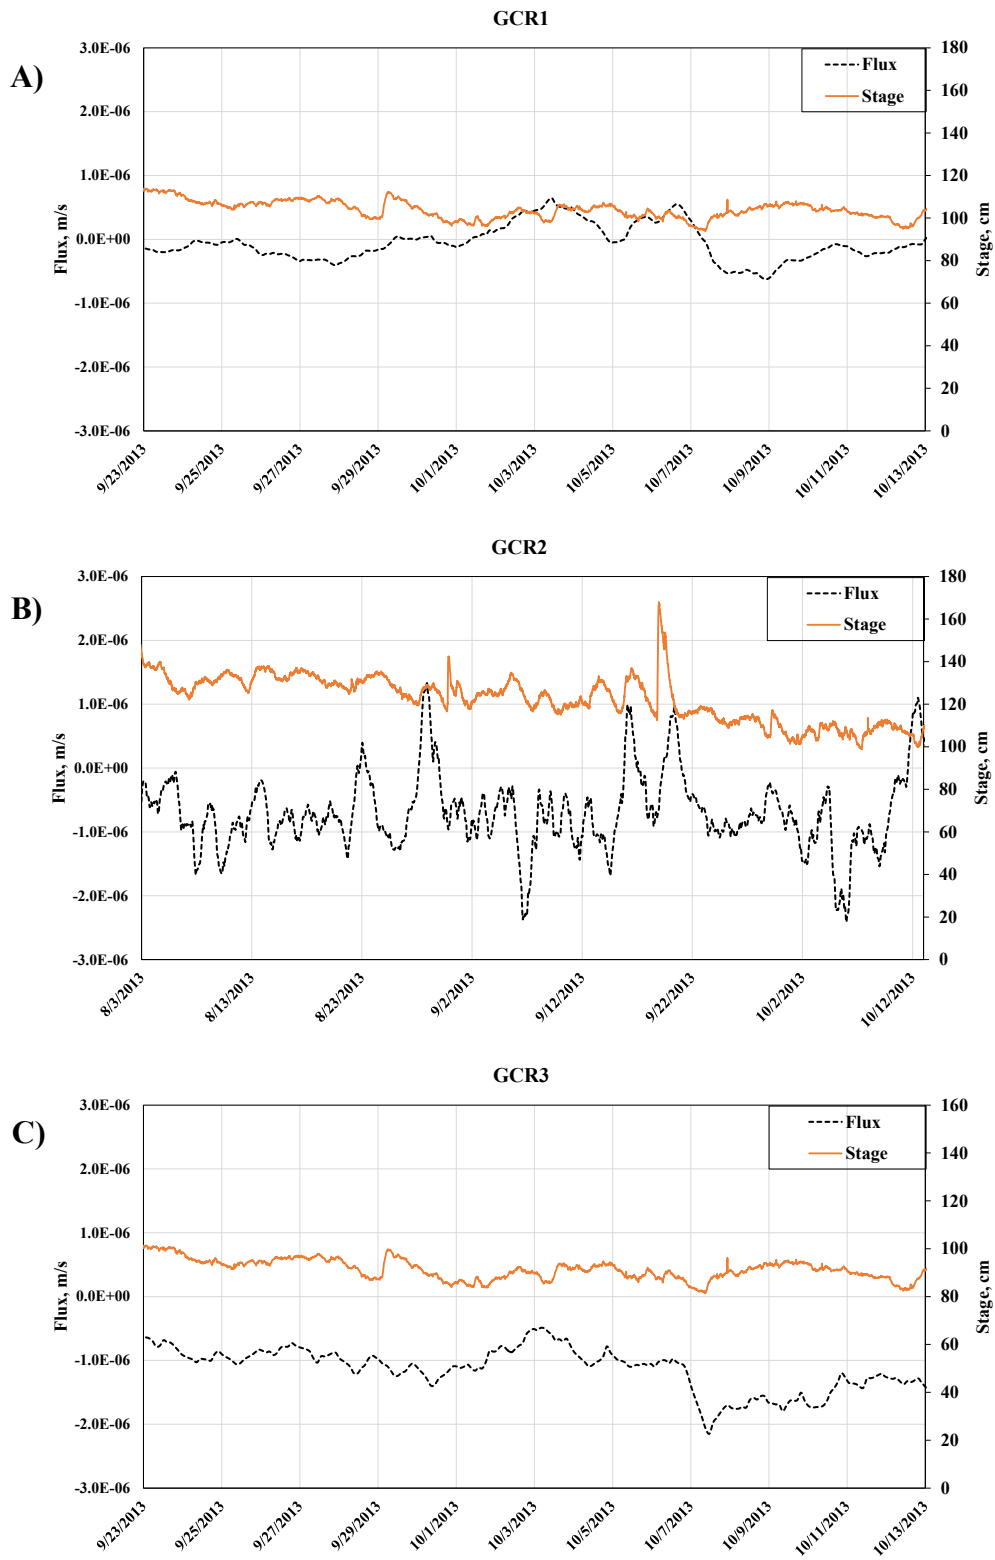 GCR1
A)
3.0E-06
2.0E-06
1.0E-06
0.0E+00
-1.0E-06
-2.0E-06
-3.0E-06
Flux, m/s
180
160
140
120
100
80
60
40
20
0
Stage, cm
Flux
Stage
9/23/2013
9/25/2013
9/27/2013
9/29/2013
10/1/2013
10/3/2013
10/5/2013
10/7/2013
10/9/2013
10/11/2013
10/13/2013
GCR2
B)
3.0E-06
2.0E-06
1.0E-06
0.0E+00
-1.0E-06
-2.0E-06
-3.0E-06
Flux, m/s
180
160
140
120
100
80
60
40
20
0
Stage, cm
Flux
Stage
8/3/2013
8/13/2013
8/23/2013
9/2/2013
9/12/2013
9/22/2013
10/2/2013
10/12/2013
GCR3
C)
3.0E-06
2.0E-06
1.0E-06
0.0E+00
-1.0E-06
-2.0E-06
-3.0E-06
Flux, m/s
160
140
120
100
80
60
40
20
0
Stage, cm
Flux
Stage
9/23/2013
9/25/2013
9/27/2013
9/29/2013
10/1/2013
10/3/2013
10/5/2013
10/7/2013
10/9/2013
10/11/2013
10/13/2013